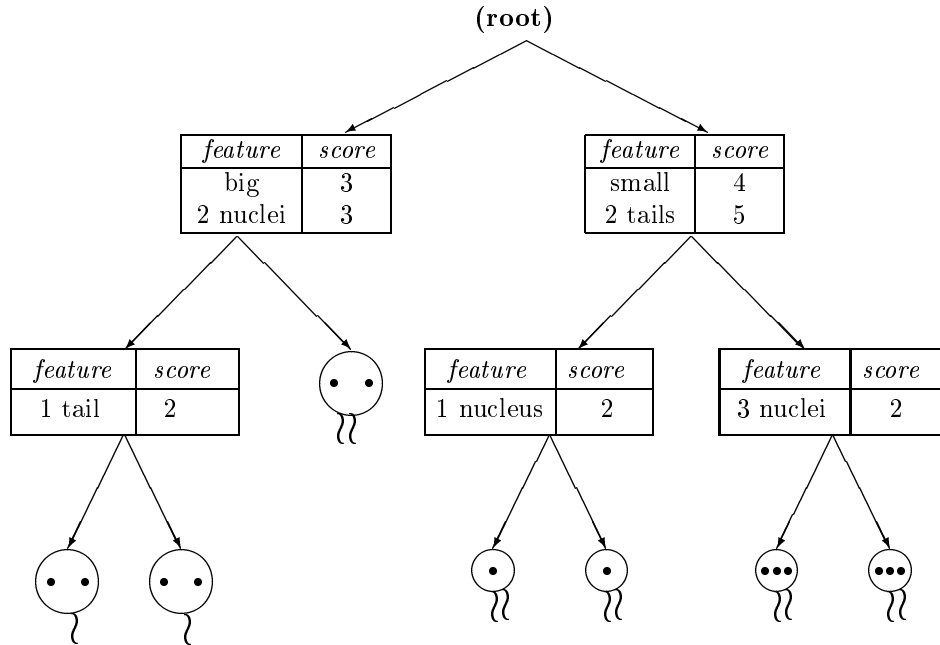 (root)
feature score
big 3
2 nuclei 3
feature score
small 4
2 tails 5
feature score
1 tail 2
feature score
1 nucleus 2
feature score
3 nuclei 2